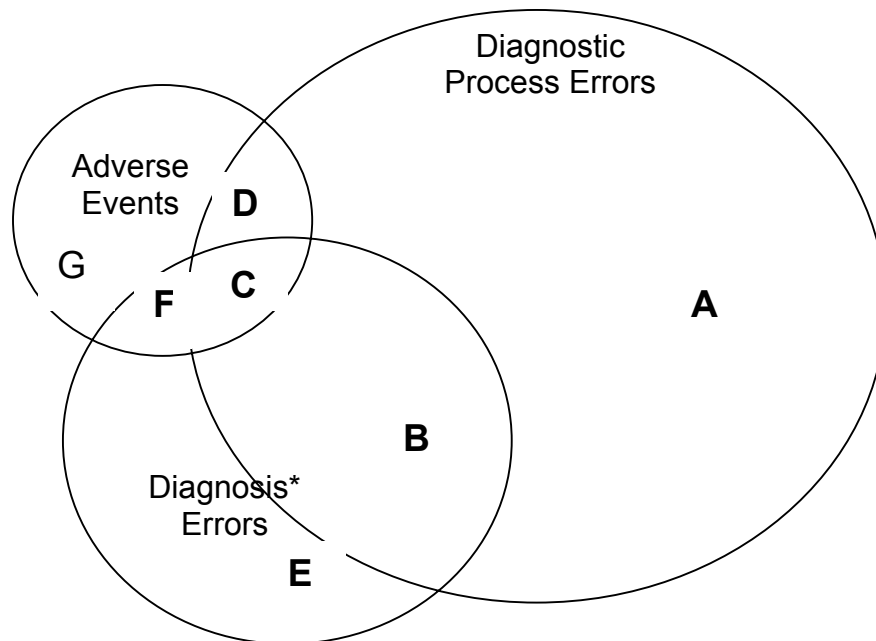 Diagnostic
Process Errors
Adverse
Events
D
G
C
F
A
B
Diagnosis*
Errors
E